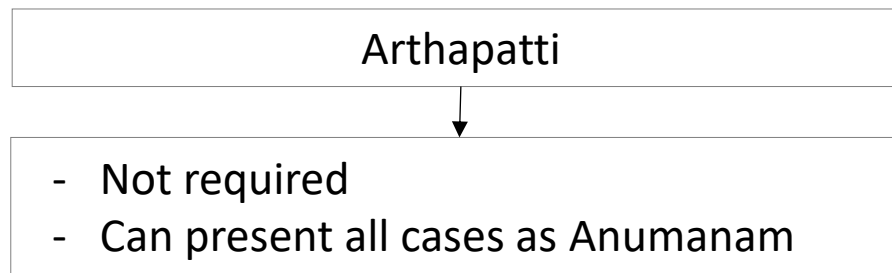 Arthapatti
- Not required
- Can present all cases as Anumanam